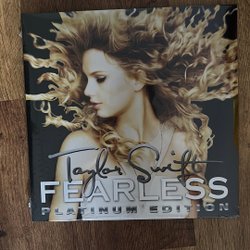 Taylor Swift
FEARLESS
PLATINUM EDITION